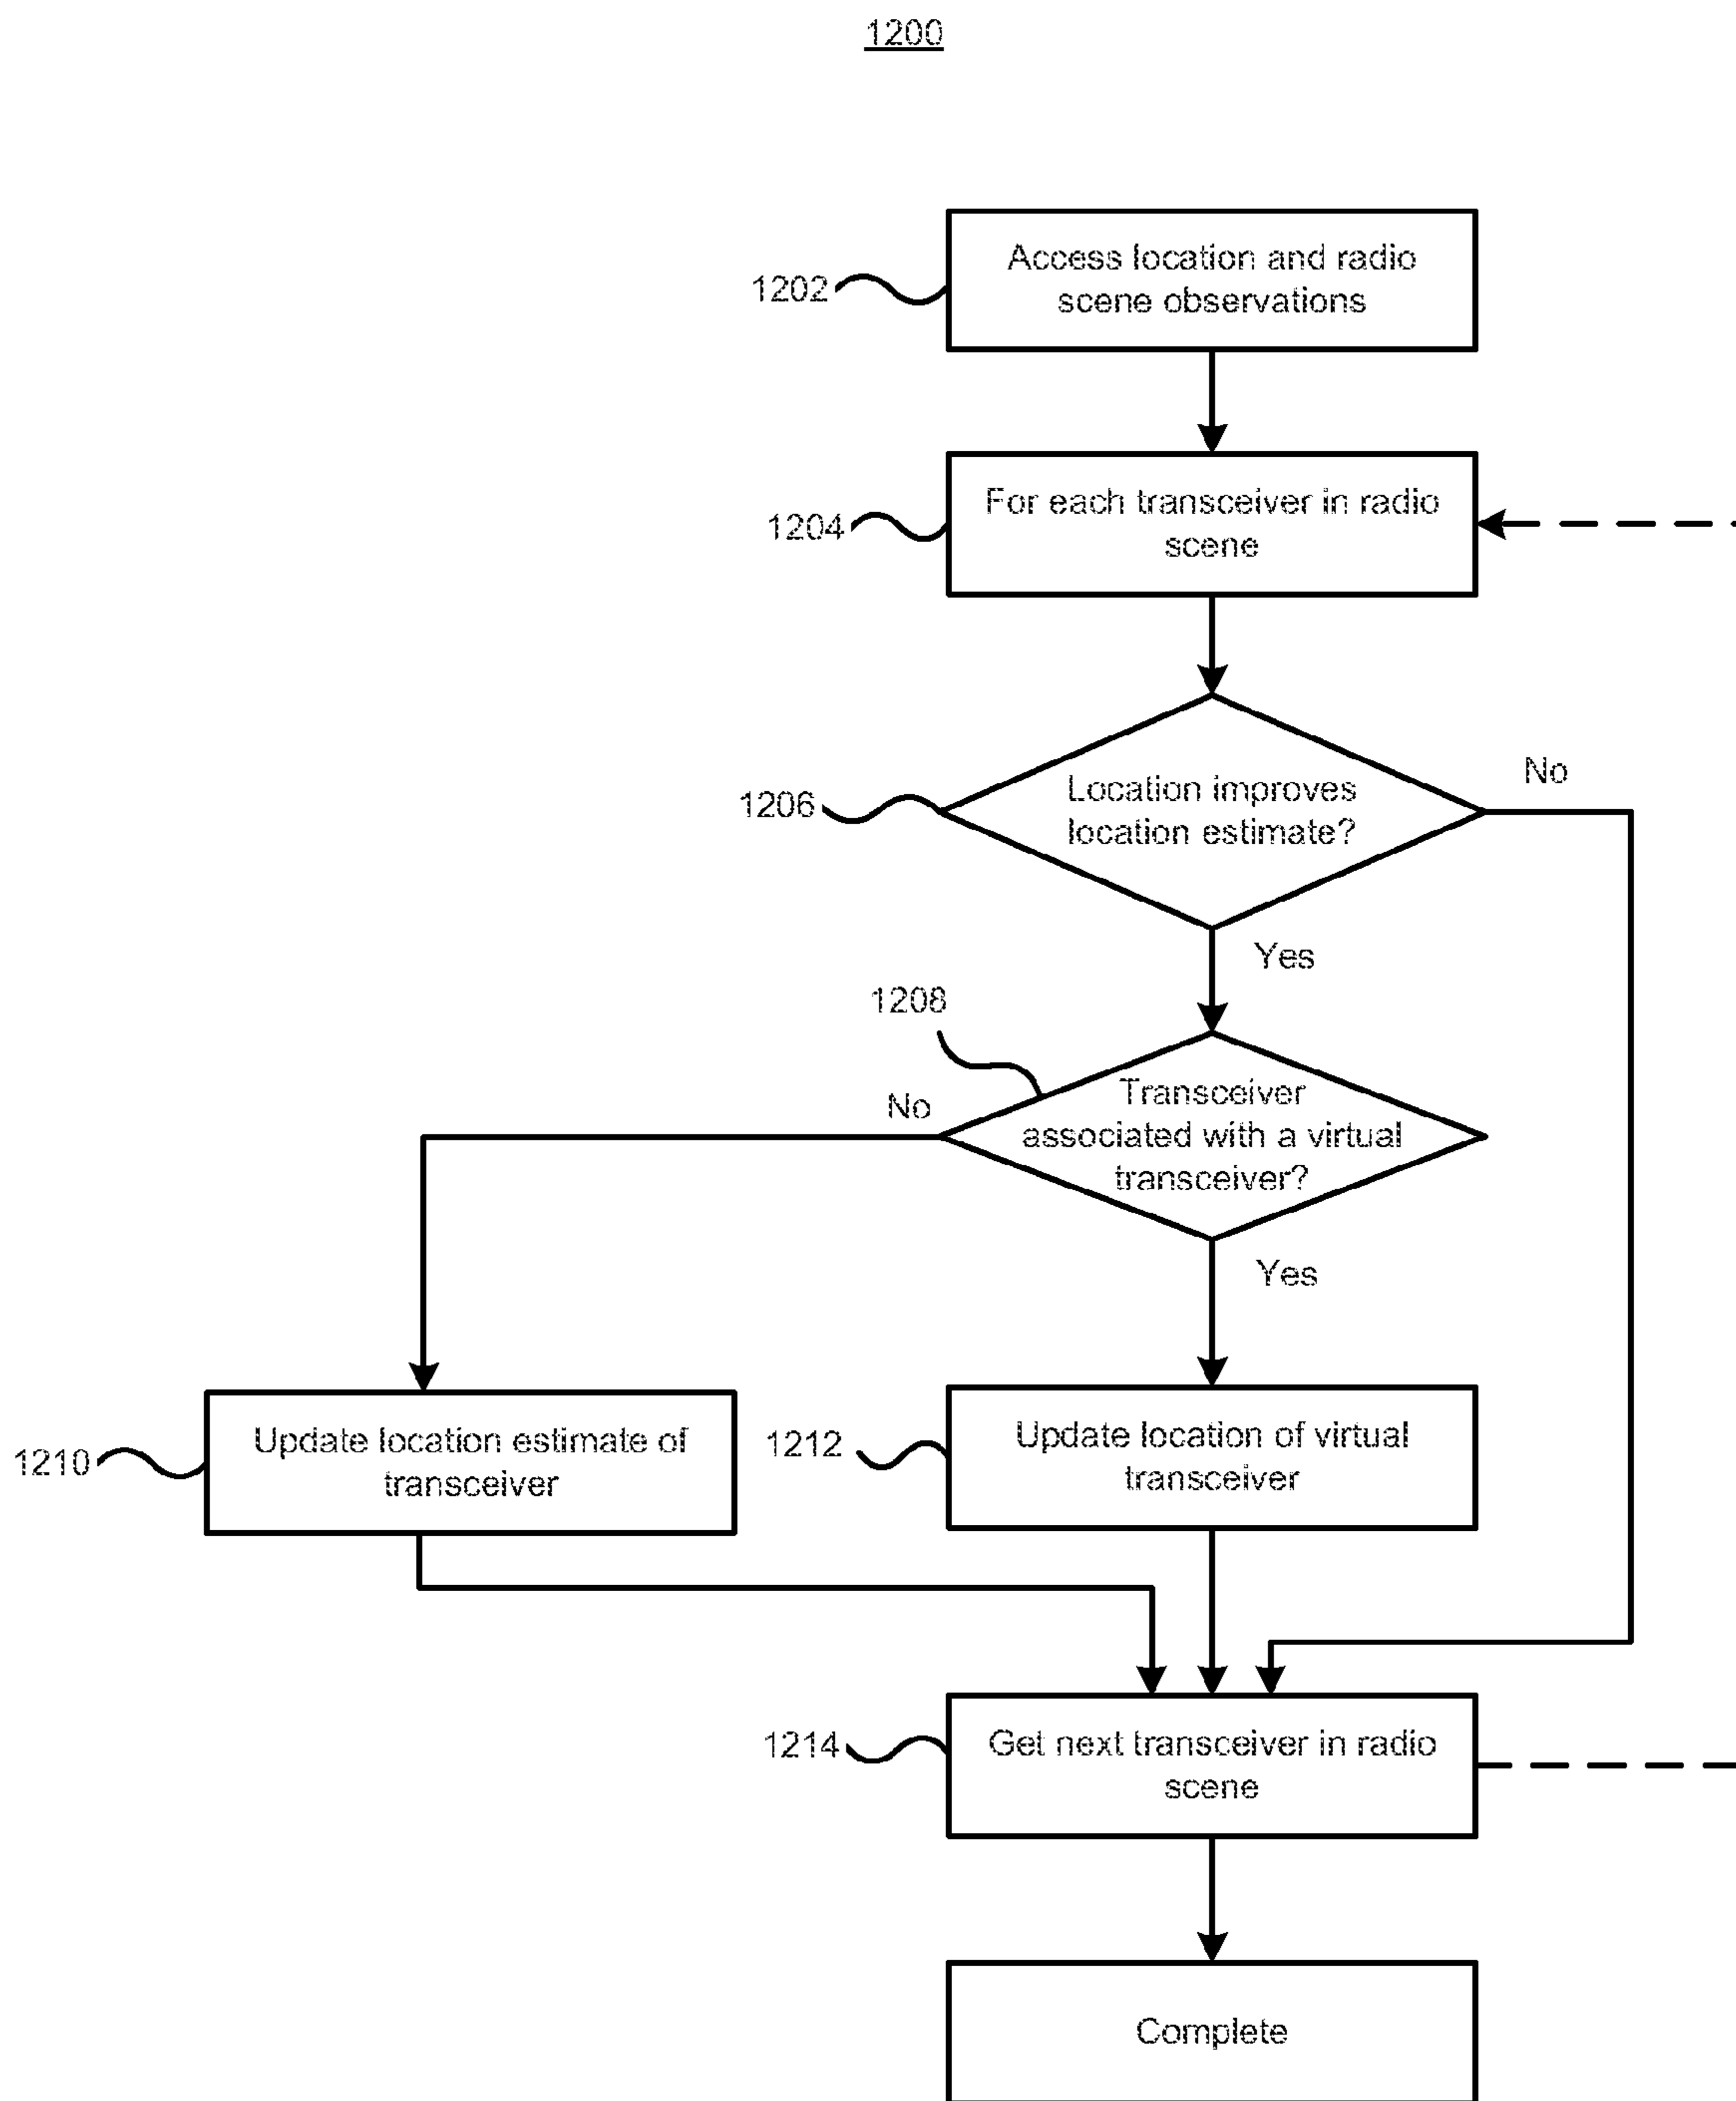 1200
1202
Access location and radio
scene observations
1204
For each transceiver in radio
scene
1206
Location improves
location estimate?
No
Yes
1208
No
Transceiver
associated with a virtual
transceiver?
Yes
1210
Update location estimate of
transceiver
1212
Update location of virtual
transceiver
1214
Get next transceiver in radio
scene
Complete